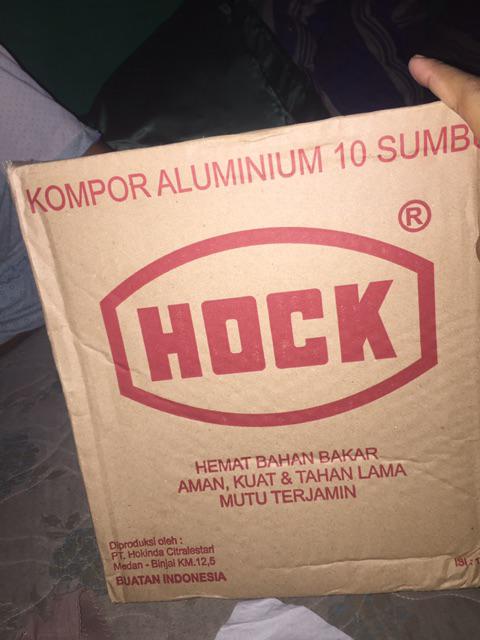 KOMPOR ALUMINIUM 10
®
HOCK
HEMAT BAHAN BAKAR
AMAN, KUAT & TAHAN LAMA
MUTU TERJAMIN
Diproduksi oleh :
PT. Hokinda Citralestari
Medan - Binjai KM.12,5
BUATAN INDONESIA
ISI :